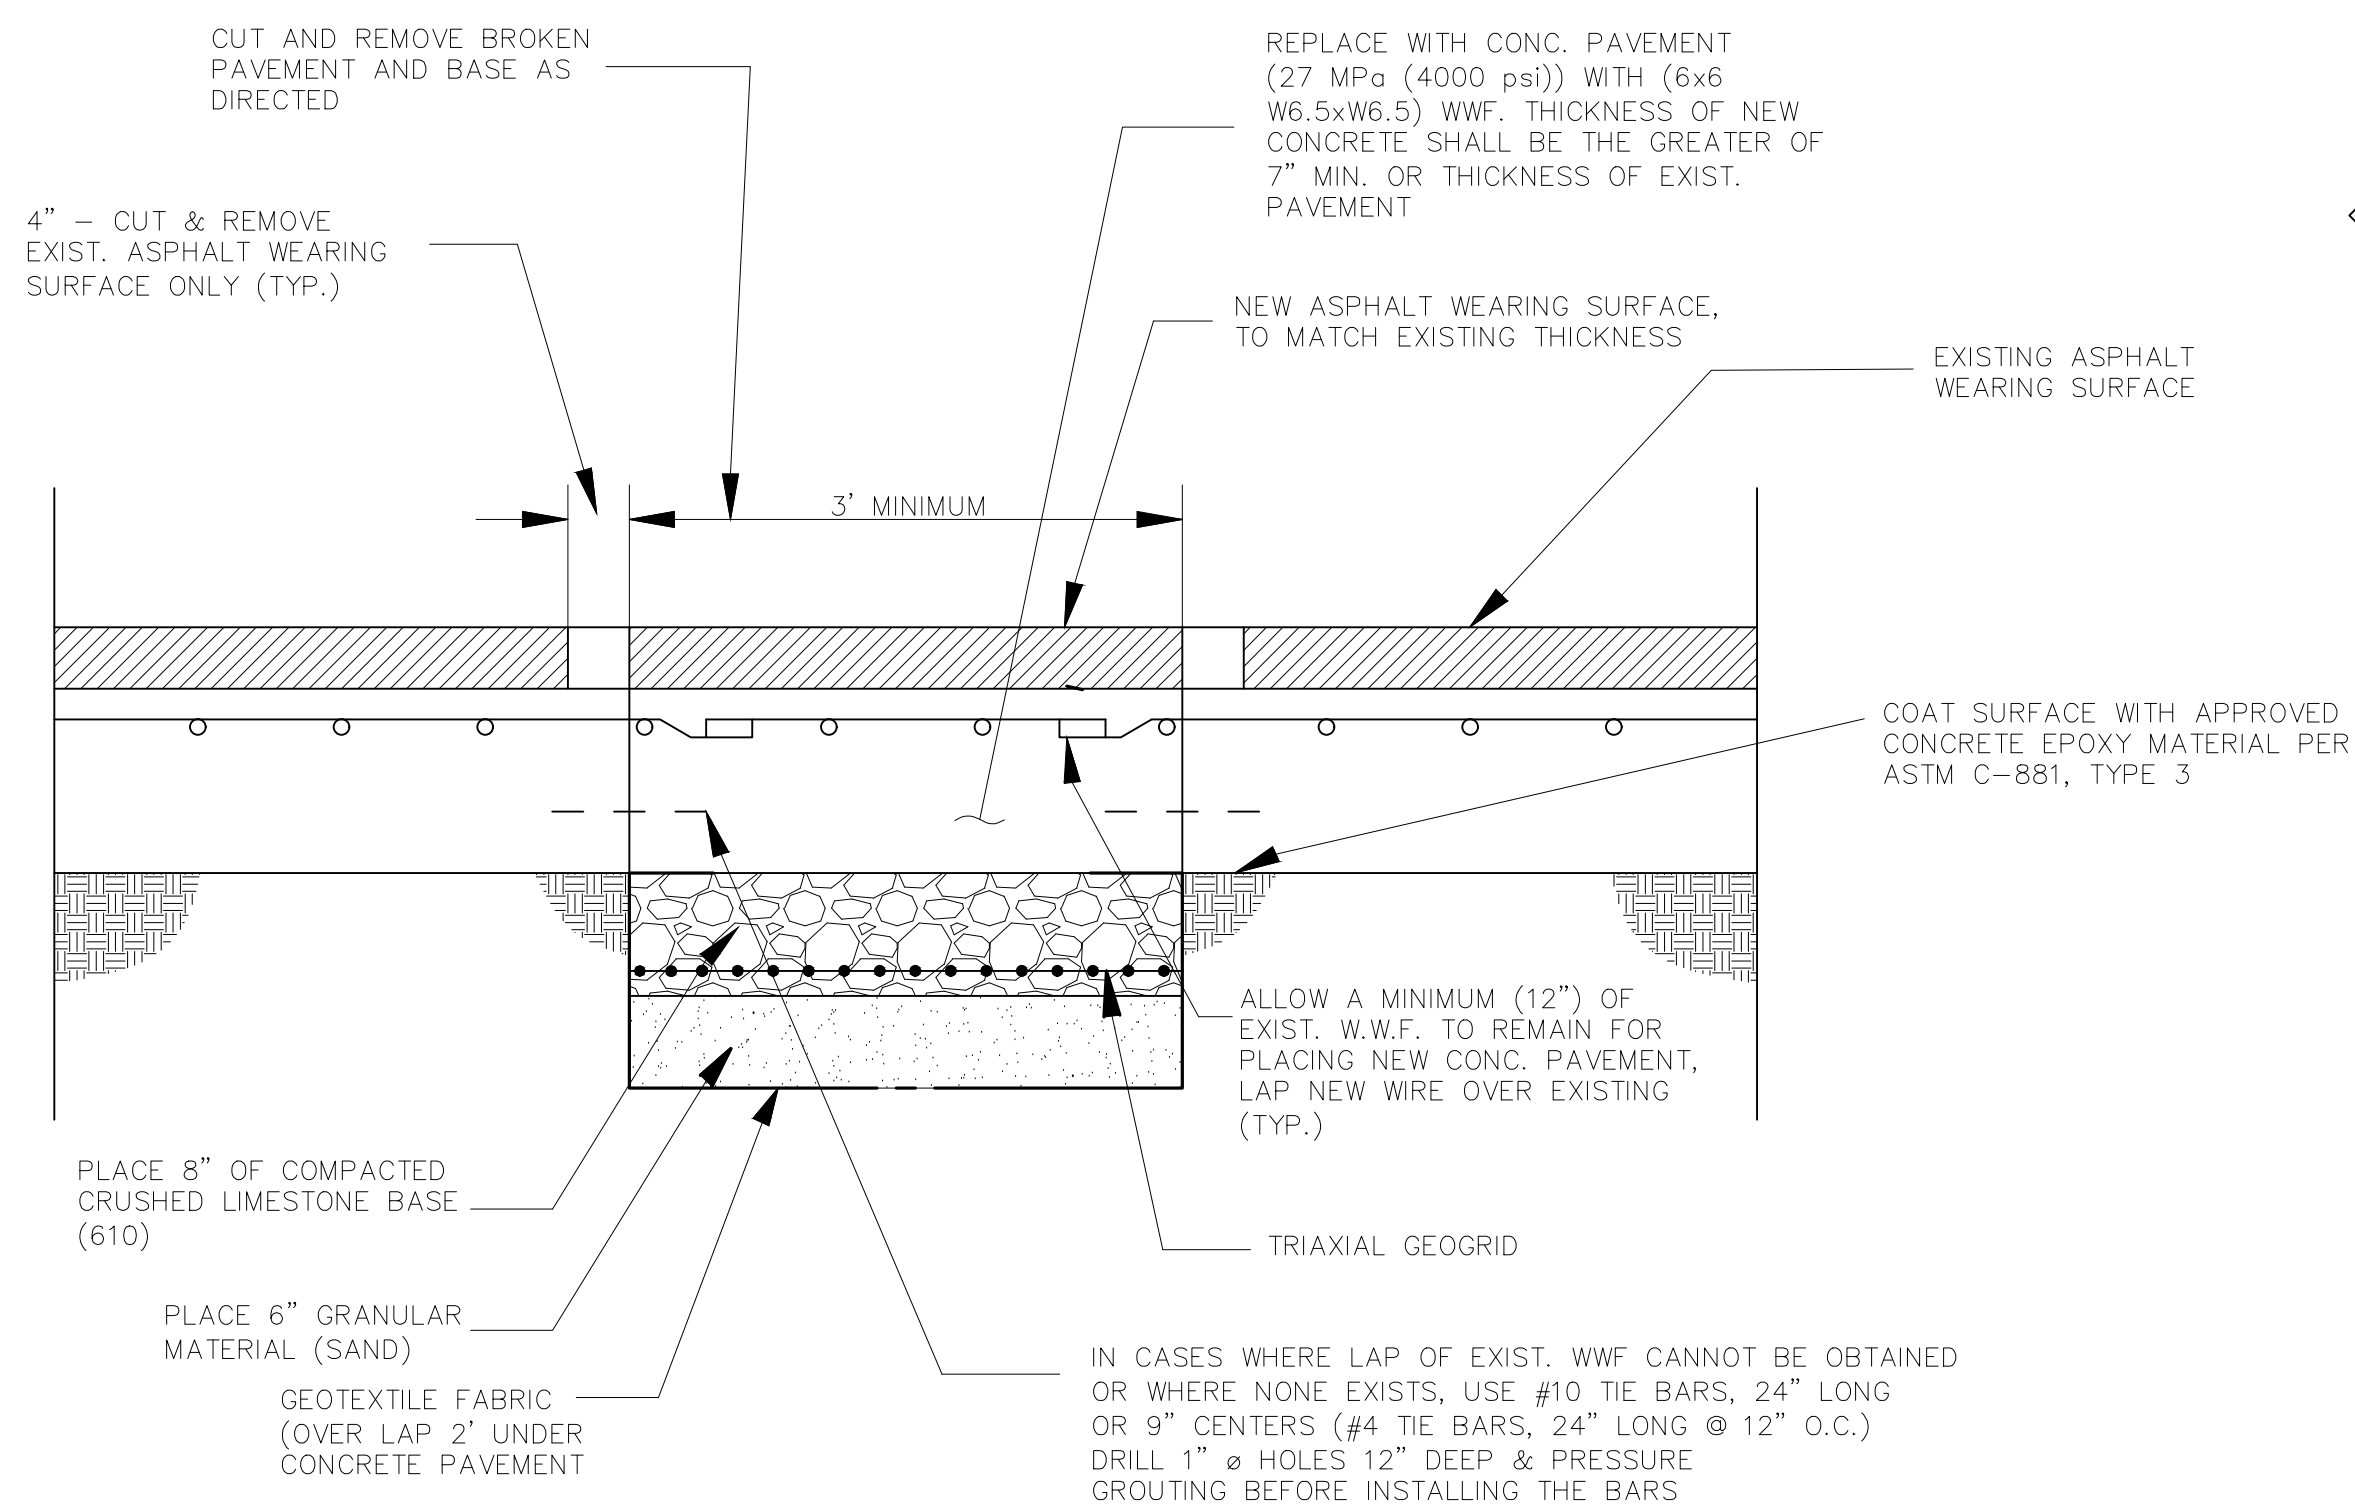 CUT AND REMOVE BROKEN
PAVEMENT AND BASE AS
DIRECTED
REPLACE WITH CONC. PAVEMENT
(27 MPa (4000 psi)) WITH (6x6
W6.5xW6.5) WWF. THICKNESS OF NEW
CONCRETE SHALL BE THE GREATER OF
7" MIN. OR THICKNESS OF EXIST.
PAVEMENT
4" – CUT & REMOVE
EXIST. ASPHALT WEARING
SURFACE ONLY (TYP.)
NEW ASPHALT WEARING SURFACE,
TO MATCH EXISTING THICKNESS
EXISTING ASPHALT
WEARING SURFACE
3' MINIMUM
COAT SURFACE WITH APPROVED
CONCRETE EPOXY MATERIAL PER
ASTM C–881, TYPE 3
ALLOW A MINIMUM (12") OF
EXIST. W.W.F. TO REMAIN FOR
PLACING NEW CONC. PAVEMENT,
LAP NEW WIRE OVER EXISTING
(TYP.)
PLACE 8" OF COMPACTED
CRUSHED LIMESTONE BASE
(610)
TRIAXIAL GEOGRID
PLACE 6" GRANULAR
MATERIAL (SAND)
GEOTEXTILE FABRIC
(OVER LAP 2' UNDER
CONCRETE PAVEMENT
IN CASES WHERE LAP OF EXIST. WWF CANNOT BE OBTAINED
OR WHERE NONE EXISTS, USE #10 TIE BARS, 24" LONG
OR 9" CENTERS (#4 TIE BARS, 24" LONG @ 12" O.C.)
DRILL 1" ø HOLES 12" DEEP & PRESSURE
GROUTING BEFORE INSTALLING THE BARS